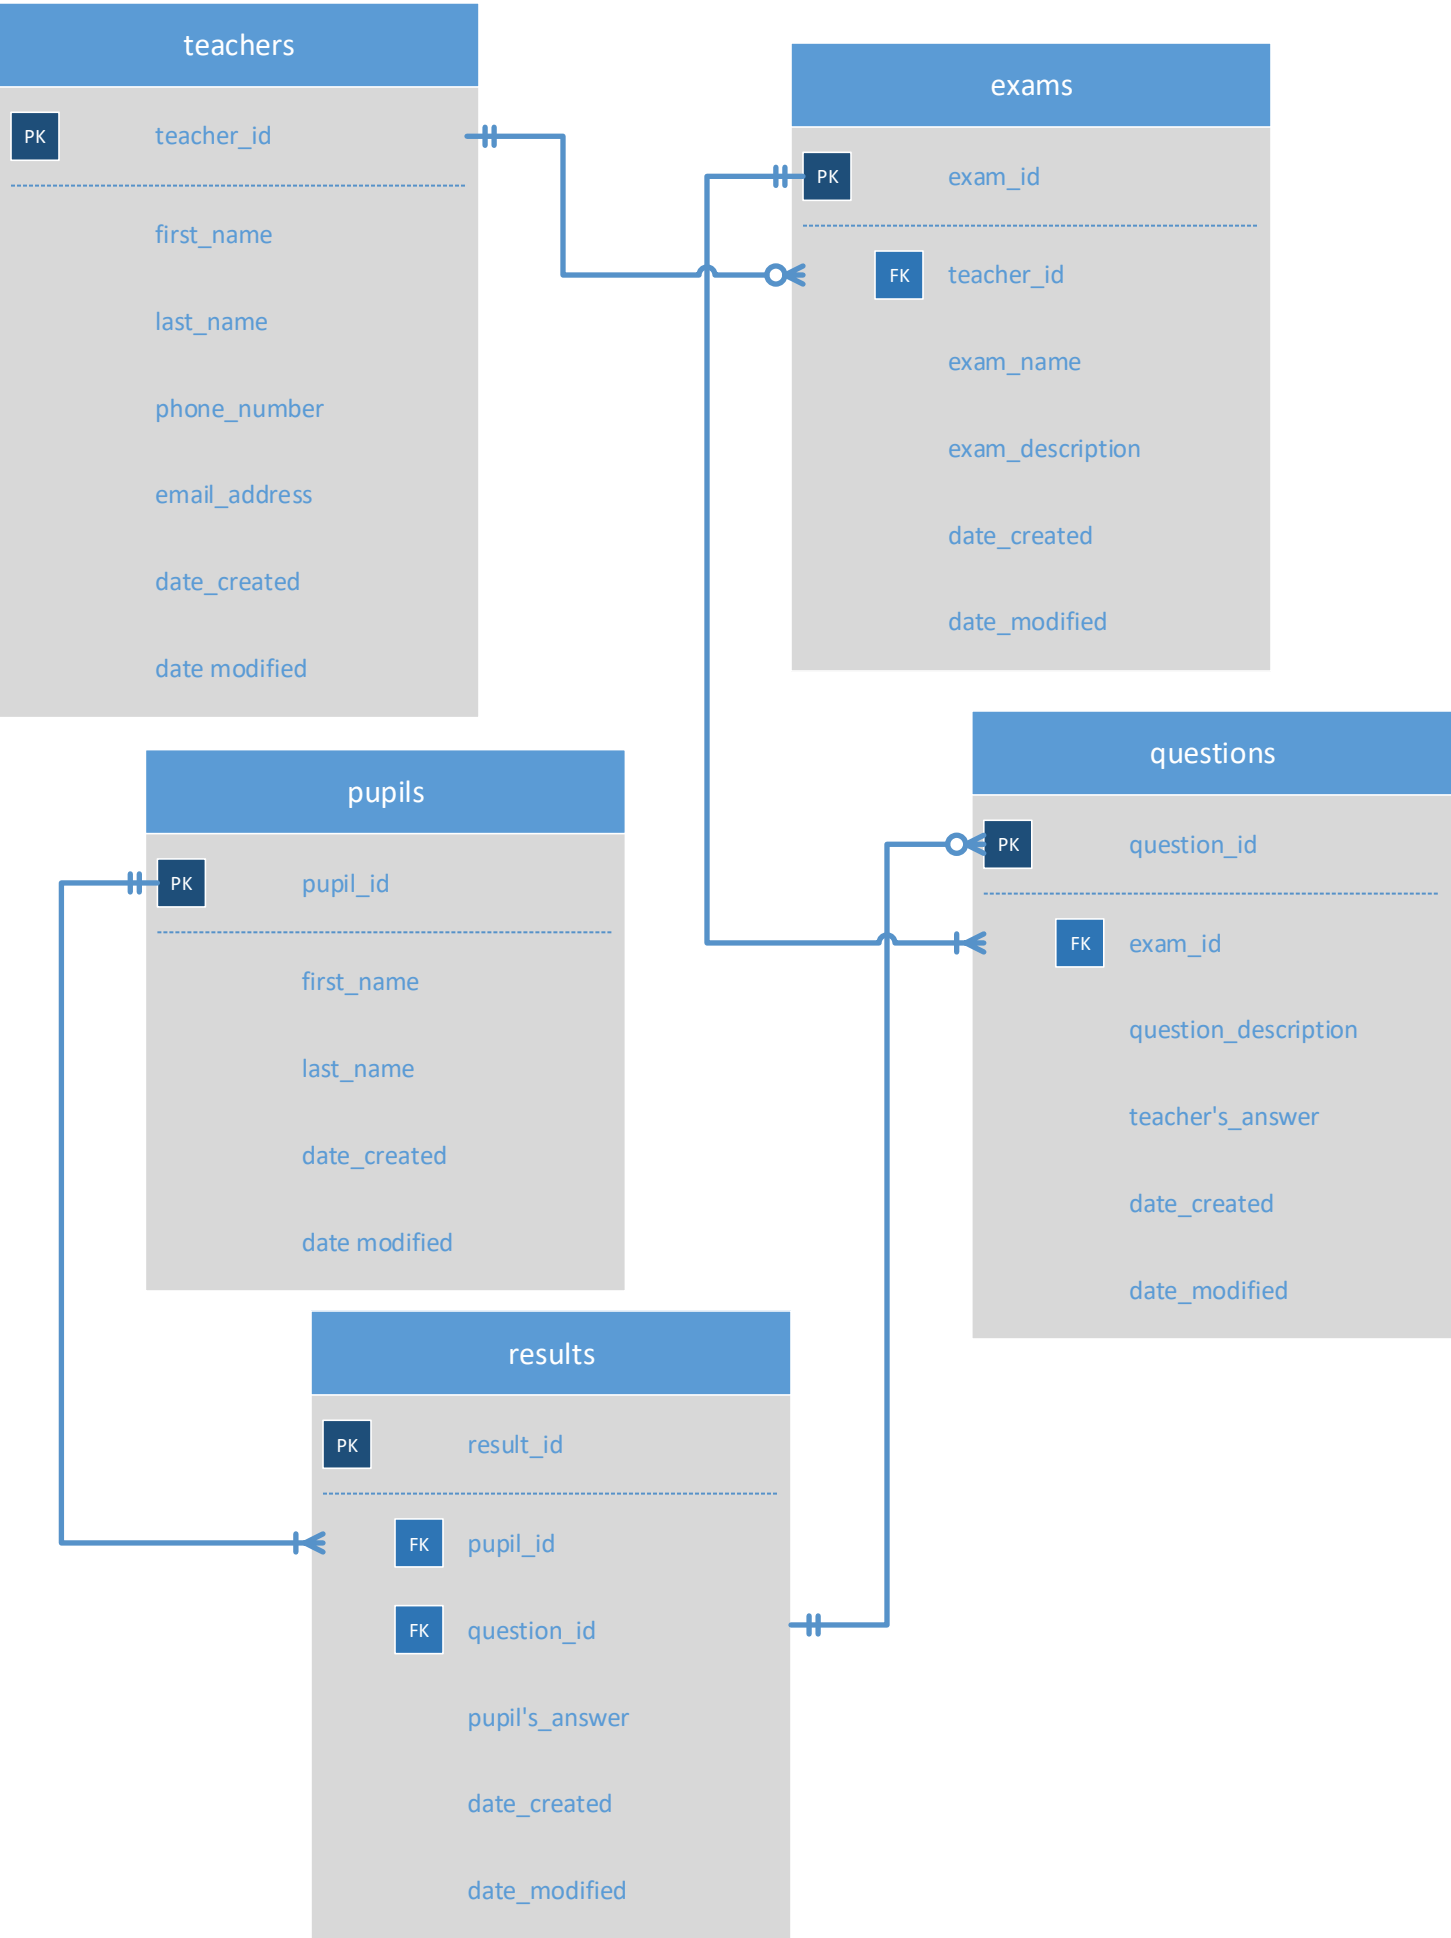 teachers
PK teacher_id
first_name
last_name
phone_number
email_address
date_created
date modified
exams
PK exam_id
FK teacher_id
exam_name
exam_description
date_created
date_modified
pupils
PK pupil_id
first_name
last_name
date_created
date modified
questions
PK question_id
FK exam_id
question_description
teacher's_answer
date_created
date_modified
results
PK result_id
FK pupil_id
FK question_id
pupil's_answer
date_created
date_modified